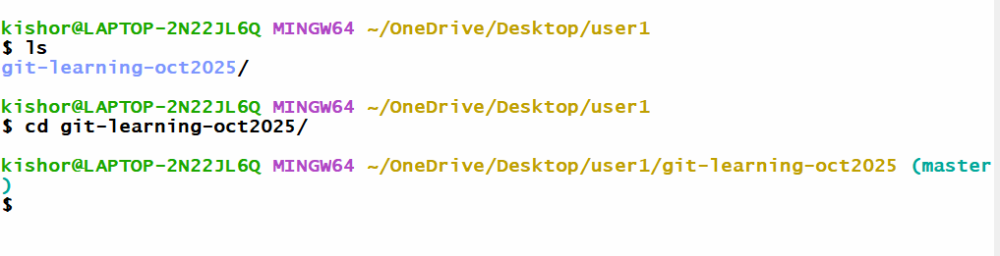 kishor@LAPTOP-2N22JL6Q MINGW64 ~/OneDrive/Desktop/user1
$ ls
git-learning-oct2025/
kishor@LAPTOP-2N22JL6Q MINGW64 ~/OneDrive/Desktop/user1
$ cd git-learning-oct2025/
kishor@LAPTOP-2N22JL6Q MINGW64 ~/OneDrive/Desktop/user1/git-learning-oct2025 (master
)
$